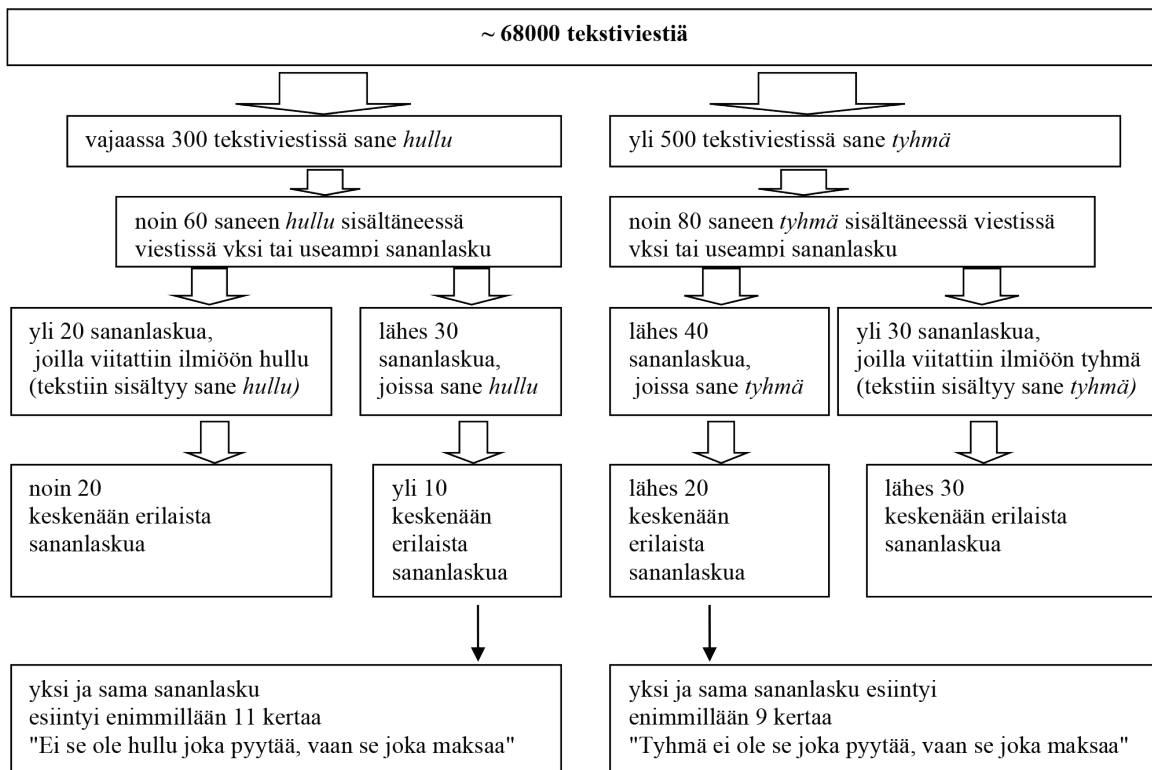 ~ 68000 tekstiviestiä
vajaassa 300 tekstiviestissä sane hullu
yli 500 tekstiviestissä sane tyhmä
noin 60 saneen hullu sisältäneessä
viestissä yksi tai useampi sananlasku
noin 80 saneen tyhmä sisältäneessä viestissä
yksi tai useampi sananlasku
yli 20 sananlaskua,
joilla viitattiin ilmiöön hullu
(tekstiin sisältyy sane hullu)
lähes 30
sananlaskua,
joissa sane hullu
lähes 40
sananlaskua,
joissa sane tyhmä
yli 30 sananlaskua,
joilla viitattiin ilmiöön tyhmä
(tekstiin sisältyy sane tyhmä)
noin 20
keskenään erilaista
sananlaskua
yli 10
keskenään
erilaista
sananlaskua
lähes 20
keskenään
erilaista
sananlaskua
lähes 30
keskenään erilaista
sananlaskua
yksi ja sama sananlasku
esiintyi enimmillään 11 kertaa
"Ei se ole hullu joka pyytää, vaan se joka maksaa"
yksi ja sama sananlasku esiintyi
enimmillään 9 kertaa
"Tyhmä ei ole se joka pyytää, vaan se joka maksaa"